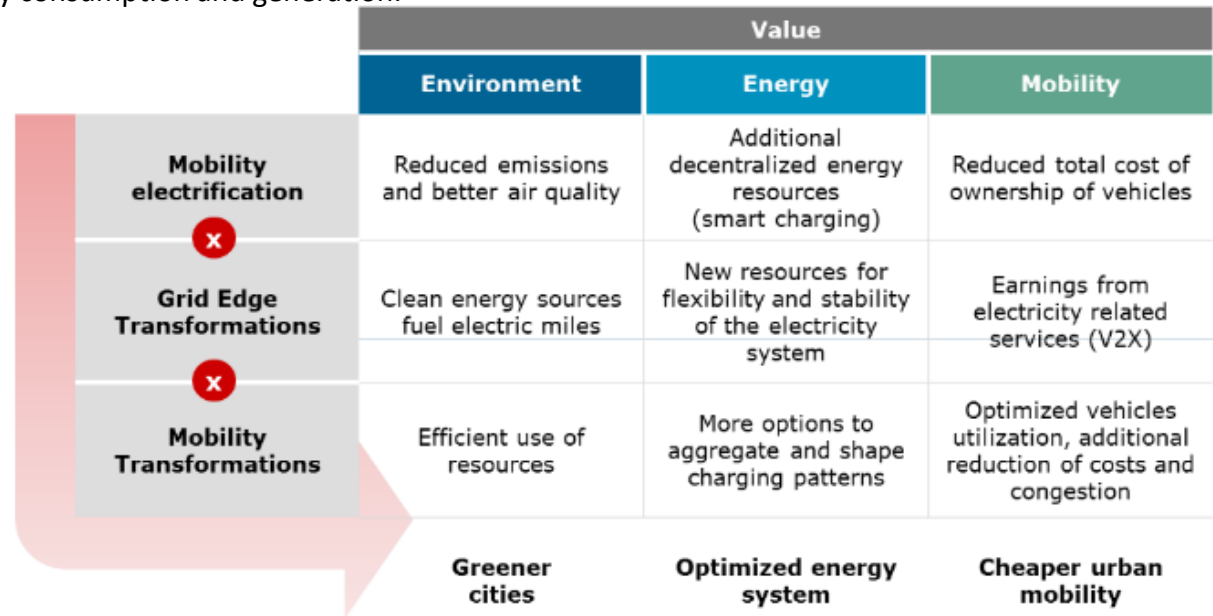 y consumption and generation.
Value
Environment
Energy
Mobility
Mobility
electrification
Reduced emissions
and better air quality
Additional
decentralized energy
resources
(smart charging)
Reduced total cost of
ownership of vehicles
x
Grid Edge
Transformations
Clean energy sources
fuel electric miles
New resources for
flexibility and stability
of the electricity
system
Earnings from
electricity related
services (V2X)
x
Mobility
Transformations
Efficient use of
resources
More options to
aggregate and shape
charging patterns
Optimized vehicles
utilization, additional
reduction of costs and
congestion
Greener
cities
Optimized energy
system
Cheaper urban
mobility